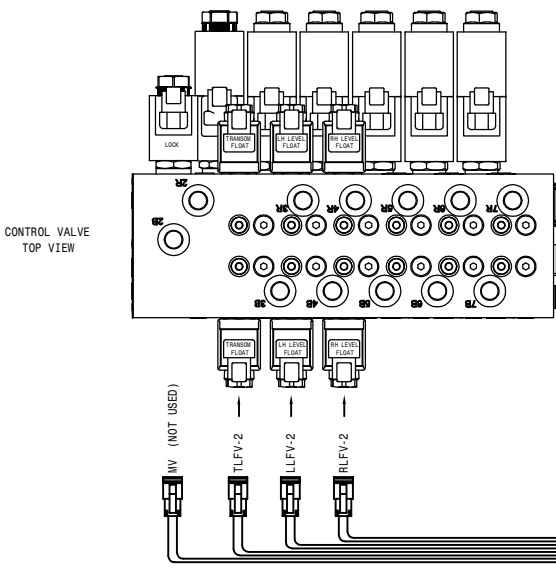 LOCK
TRANSOM
FLOAT
LH LEVEL
FLOAT
RH LEVEL
FLOAT
2R
3R
4R
5R
6R
7R
2B
CONTROL VALVE
TOP VIEW
3B
4B
5B
6B
7B
TRANSOM
FLOAT
LH LEVEL
FLOAT
RH LEVEL
FLOAT
MV (NOT USED)
TLFV-2
LLFV-2
RLFV-2